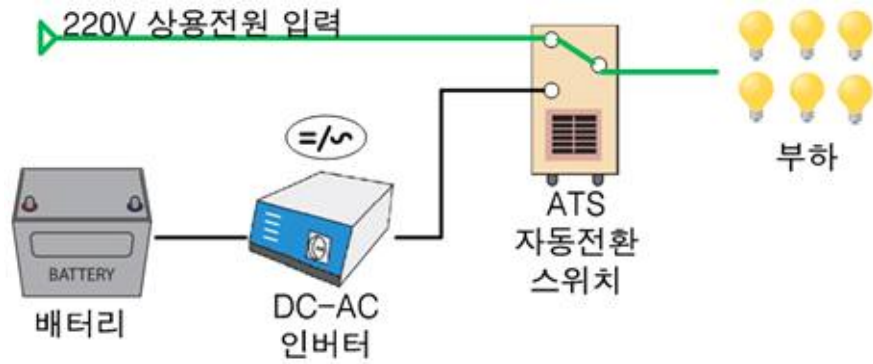 220V 상용전원 입력
=/~
BATTERY
배터리
DC-AC
인버터
ATS
자동전환
스위치
부하